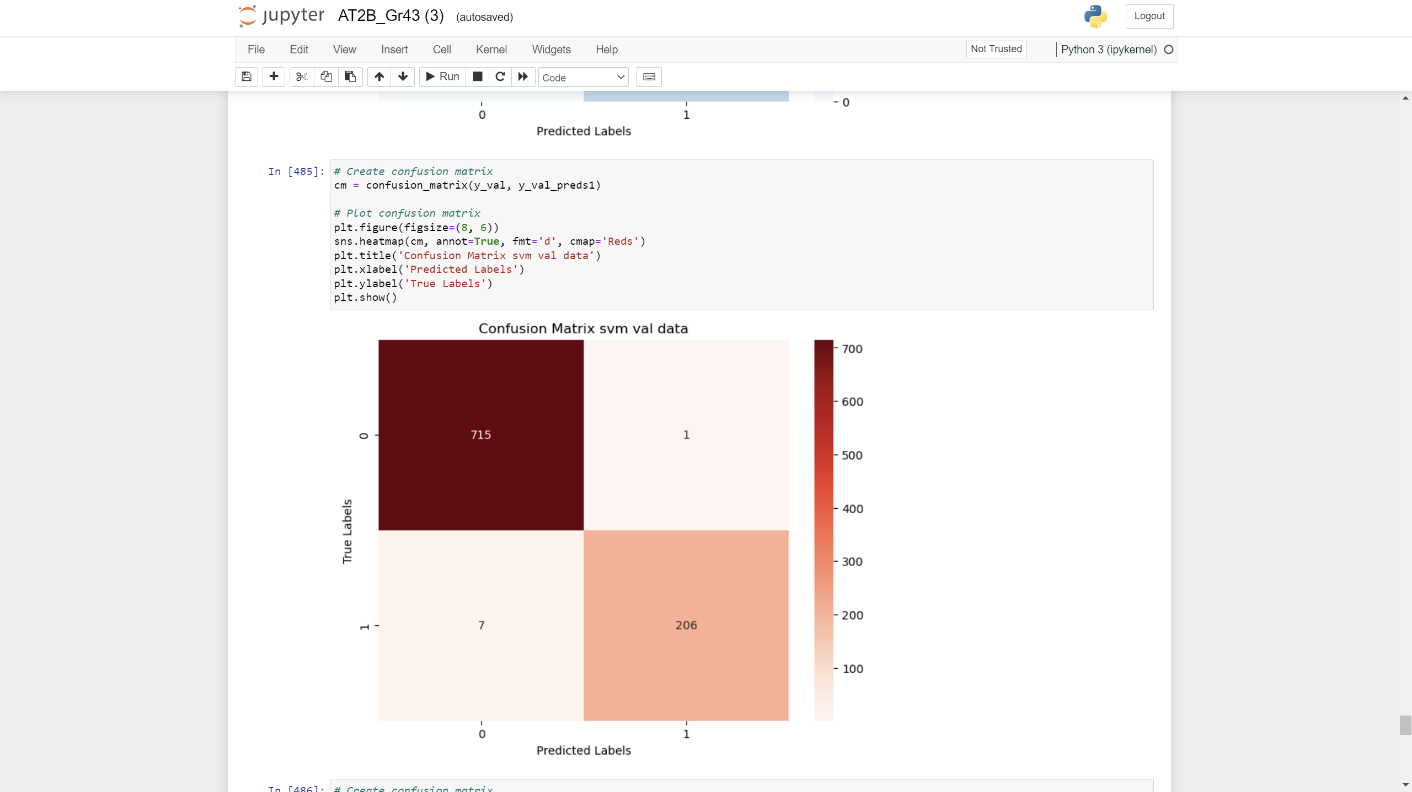 jupyter AT2B_Gr43 (3) (autosaved)
Logout
File Edit View Insert Cell Kernel Widgets Help
Not Trusted
Python 3 (ipykernel)
Run
Code
0
0 1
Predicted Labels
In [485]:
# Create confusion matrix
cm = confusion_matrix(y_val, y_val_preds1)
# Plot confusion matrix
plt.figure(figsize=(8, 6))
sns.heatmap(cm, annot=True, fmt='d', cmap='Reds')
plt.title('Confusion Matrix svm val data')
plt.xlabel('Predicted Labels')
plt.ylabel('True Labels')
plt.show()
Confusion Matrix svm val data
700
600
500
400
300
200
100
0
715 1
True Labels
1
7 206
0 1
Predicted Labels
In [486]:
# Create confusion matrix